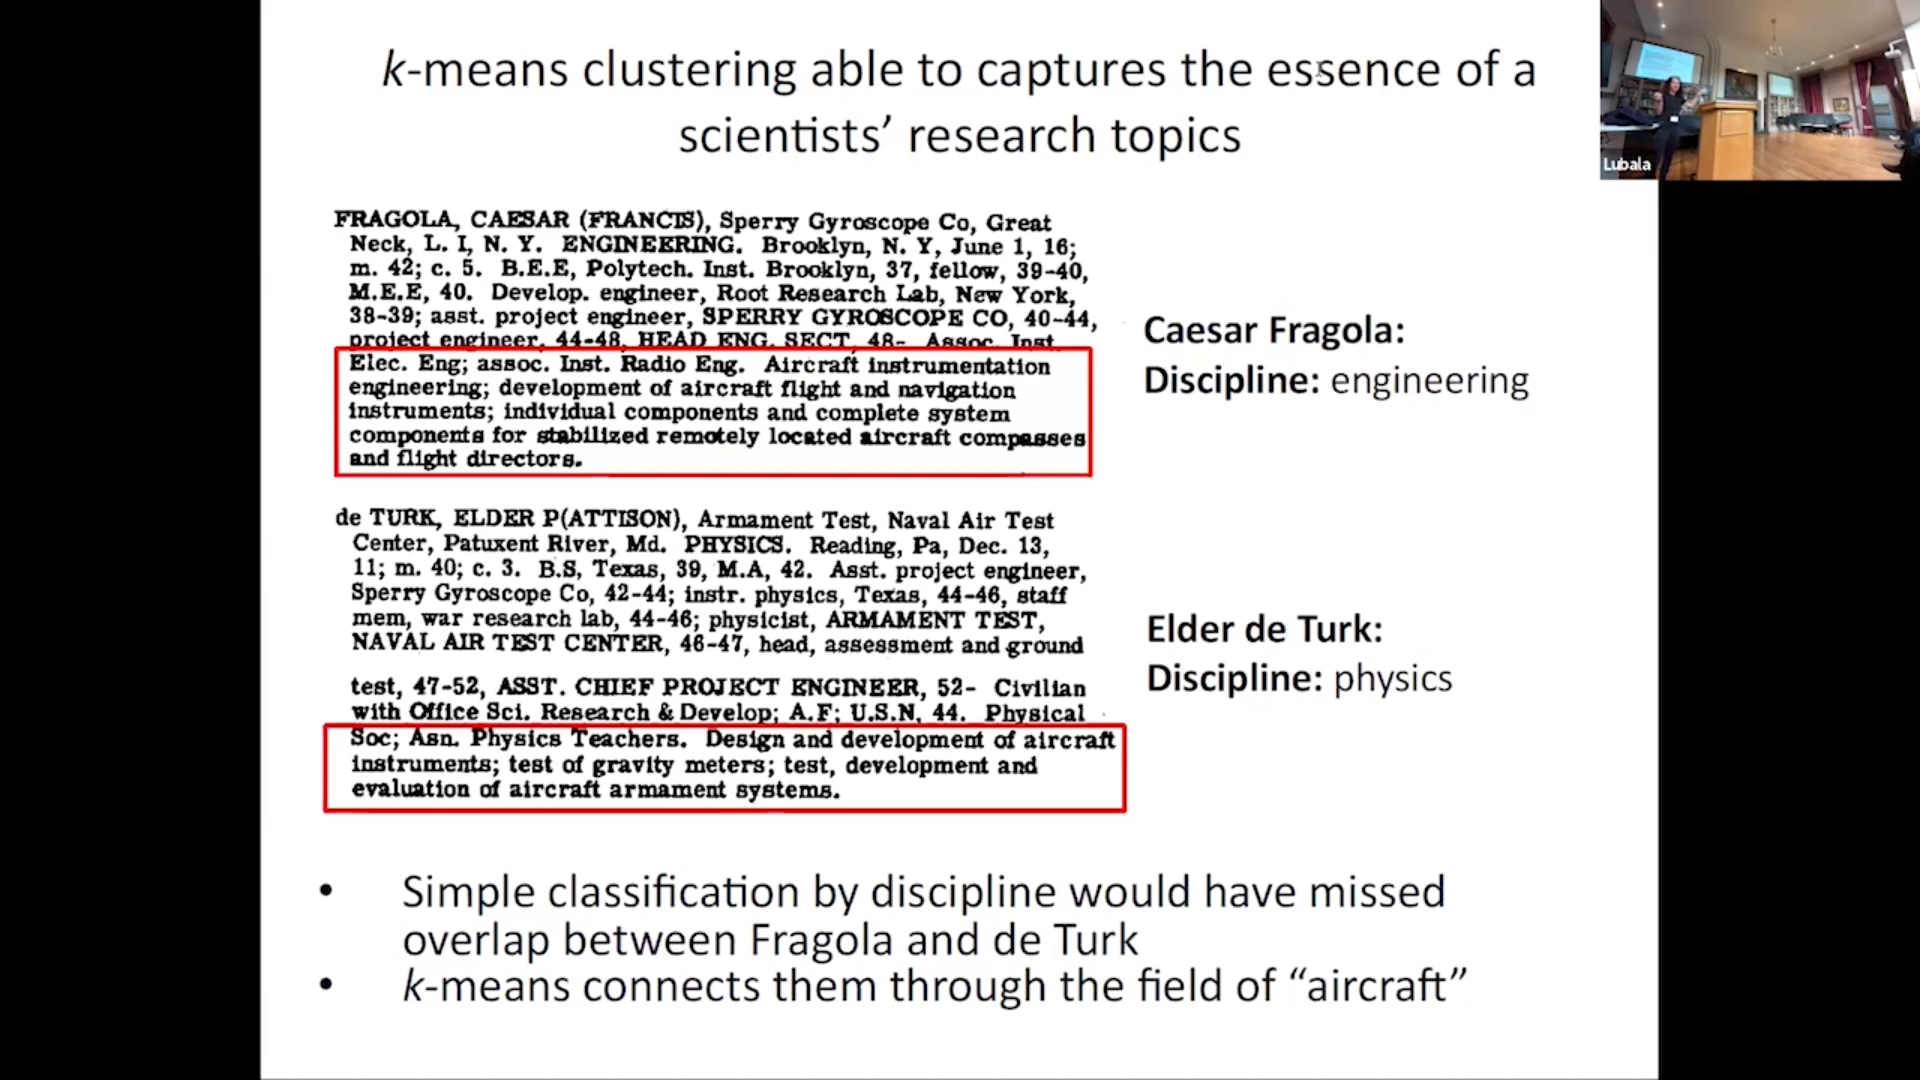 k-means clustering able to captures the essence of a
scientists’ research topics
Lubala
FRAGOLA, CAESAR (FRANCIS), Sperry Gyroscope Co, Great
Neck, L. I, N. Y. ENGINEERING. Brooklyn, N. Y, June 1, 16;
m. 42; c. 5. B.E.E, Polytech. Inst. Brooklyn, 37, fellow, 39-40,
M.E.E, 40. Develop. engineer, Root Research Lab, New York,
38-39; asst. project engineer, SPERRY GYROSCOPE CO, 40-44,
project engineer, 44-48, HEAD ENG. SECT, 48- Assoc. Inst.
Elec. Eng; assoc. Inst. Radio Eng. Aircraft instrumentation
engineering; development of aircraft flight and navigation
instruments; individual components and complete system
components for stabilized remotely located aircraft compasses
and flight directors.
Caesar Fragola:
Discipline: engineering
de TURK, ELDER P(ATTISON), Armament Test, Naval Air Test
Center, Patuxent River, Md. PHYSICS. Reading, Pa, Dec. 13,
11; m. 40; c. 3. B.S, Texas, 39, M.A, 42. Asst. project engineer,
Sperry Gyroscope Co, 42-44; instr. physics, Texas, 44-46, staff
mem, war research lab, 44-46; physicist, ARMAMENT TEST,
NAVAL AIR TEST CENTER, 46-47, head, assessment and ground
test, 47-52, ASST. CHIEF PROJECT ENGINEER, 52- Civilian
with Office Sci. Research & Develop; A.F; U.S.N, 44. Physical
Soc; Asn. Physics Teachers. Design and development of aircraft
instruments; test of gravity meters; test, development and
evaluation of aircraft armament systems.
Elder de Turk:
Discipline: physics
• Simple classification by discipline would have missed
overlap between Fragola and de Turk
• k-means connects them through the field of “aircraft”